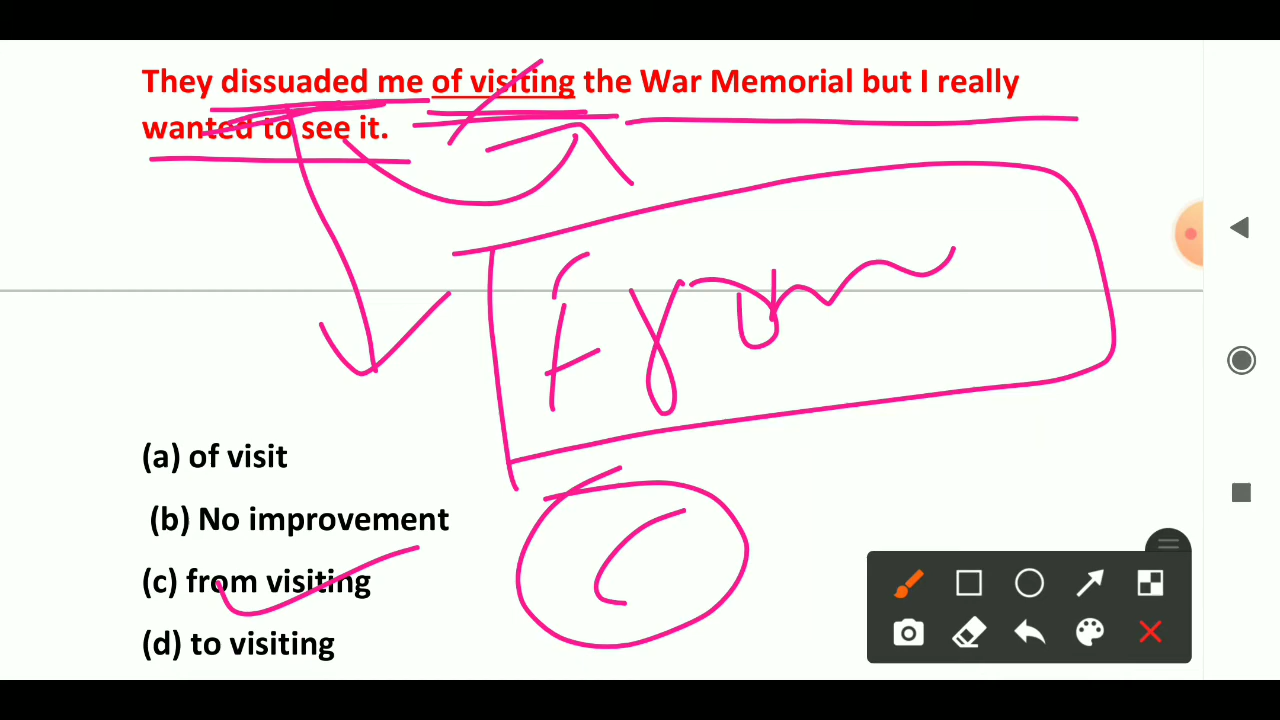 They dissuaded me of visiting the War Memorial but I really
wanted to see it.
From
(a) of visit
(b) No improvement
(c) from visiting
(d) to visiting
C